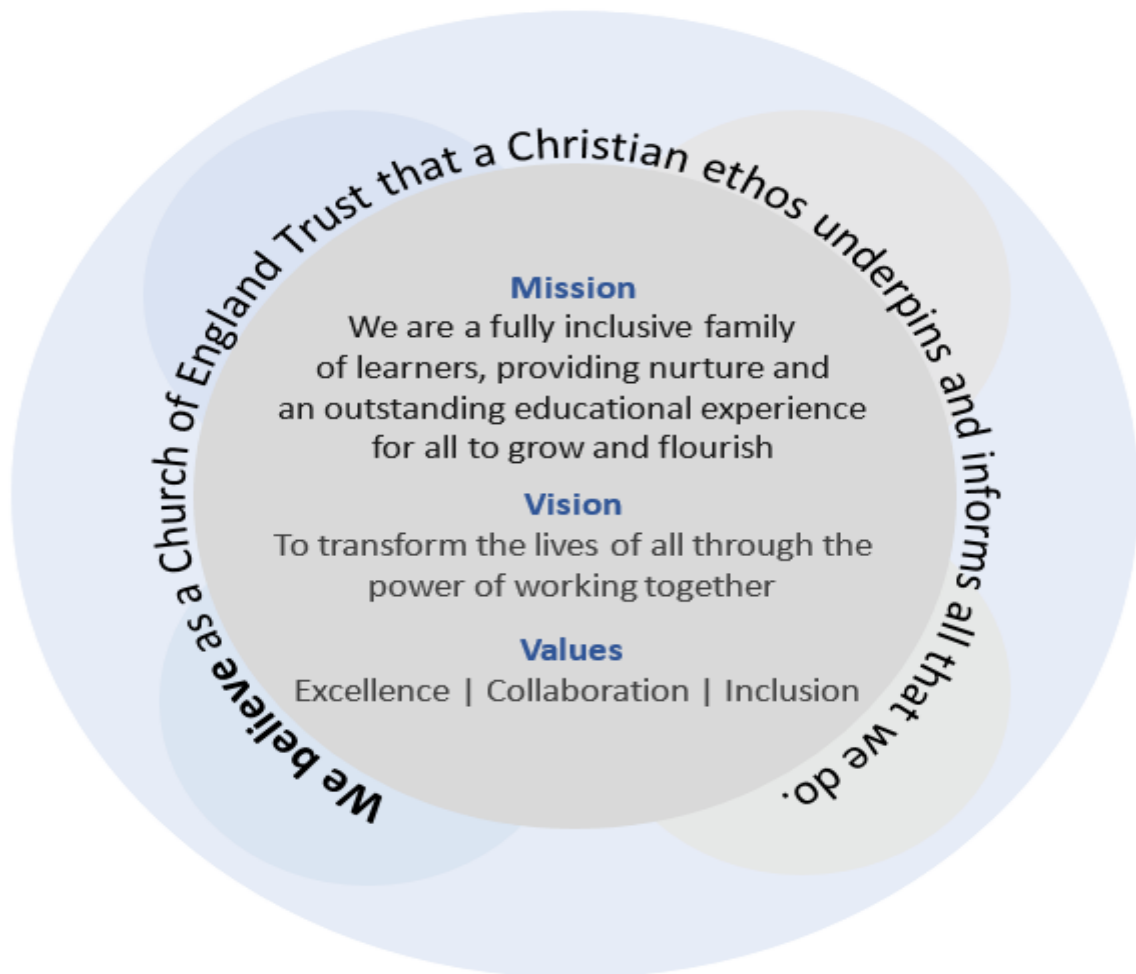 We believe as a Church of England Trust that a Christian ethos underpins and informs all that we do.
Mission
We are a fully inclusive family
of learners, providing nurture and
an outstanding educational experience
for all to grow and flourish
Vision
To transform the lives of all through the
power of working together
Values
Excellence | Collaboration | Inclusion